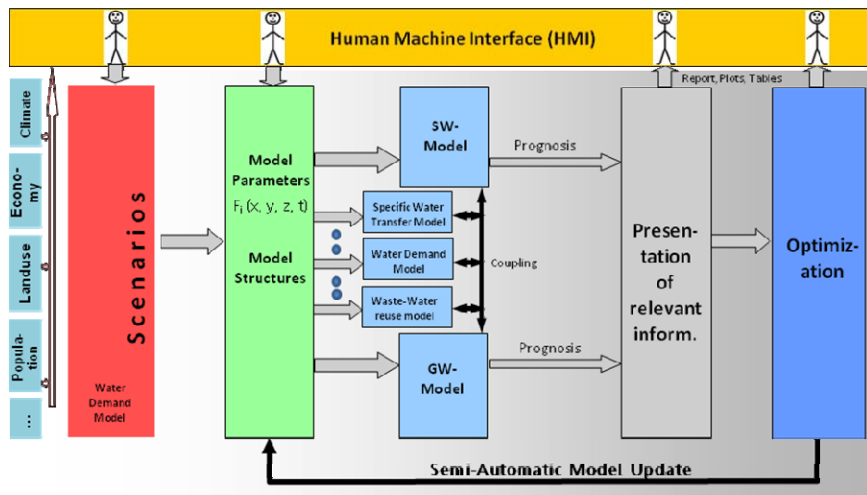 Human Machine Interface (HMI)
Report, Plots, Tables
Climate
Econo-
my
Landuse
Popula-
tion
...
Scenarios
Water
Demand
Model
Model
Parameters
Fi (x, y, z, t)
Model
Structures
SW-
Model
Specific Water
Transfer Model
Water Demand
Model
Waste-Water
reuse model
GW-
Model
Coupling
Prognosis
Prognosis
Presen-
tation
of
relevant
inform.
Optimiz-
ation
Semi-Automatic Model Update